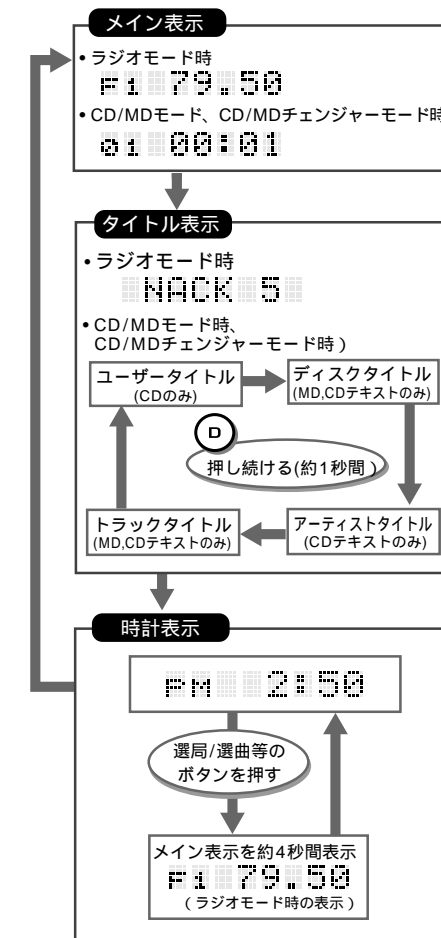 メイン表示
•ラジオモード時
F1 79.50
•CD/MDモード、CD/MDチェンジャーモード時
01 00:01
タイトル表示
•ラジオモード時
NACK 5
•CD/MDモード時、
CD/MDチェンジャーモード時）
ユーザータイトル
(CDのみ)
ディスクタイトル
(MD,CDテキストのみ)
D
押し続ける(約1秒間）
トラックタイトル
(MD,CDテキストのみ)
アーティストタイトル
(CDテキストのみ)
時計表示
PM 2:50
選局/選曲等の
ボタンを押す
メイン表示を約4秒間表示
F1 79.50
（ラジオモード時の表示）